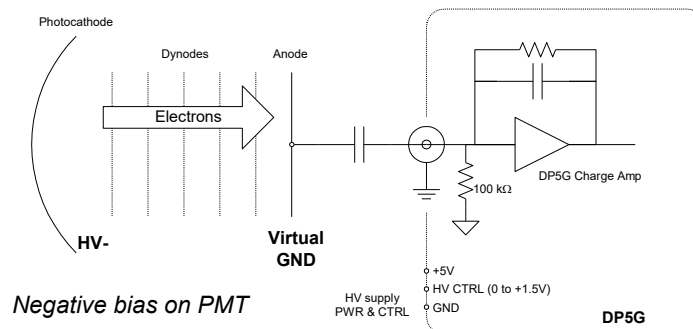 Photocathode
Dynodes
Anode
Electrons
DP5G Charge Amp
100 kΩ
HV-
Virtual
GND
+5V
HV CTRL (0 to +1.5V)
GND
HV supply
PWR & CTRL
Negative bias on PMT
DP5G